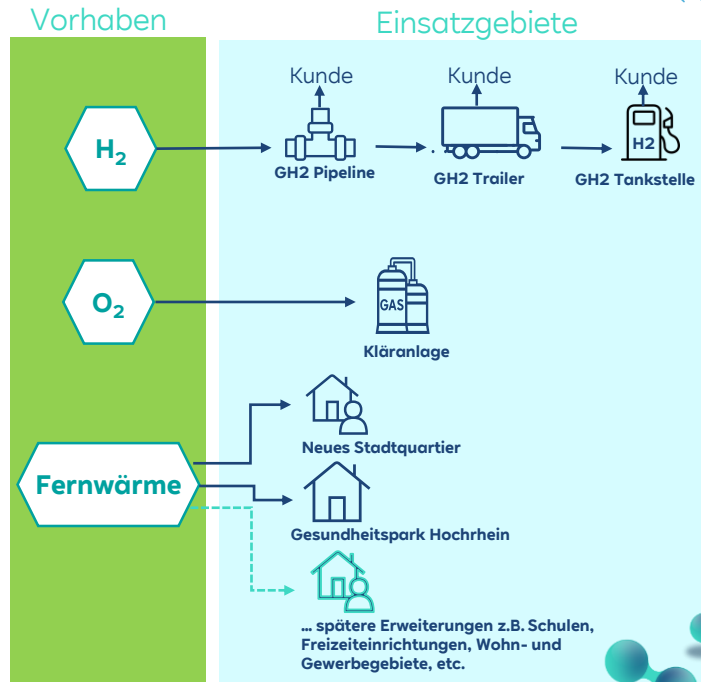 Vorhaben
Einsatzgebiete
Kunde
Kunde
Kunde
H₂
H2
GH2 Pipeline
GH2 Trailer
GH2 Tankstelle
O₂
GAS
Kläranlage
Neues Stadtquartier
Fernwärme
Gesundheitspark Hochrhein
... spätere Erweiterungen z.B. Schulen,
Freizeiteinrichtungen, Wohn- und
Gewerbegebiete, etc.